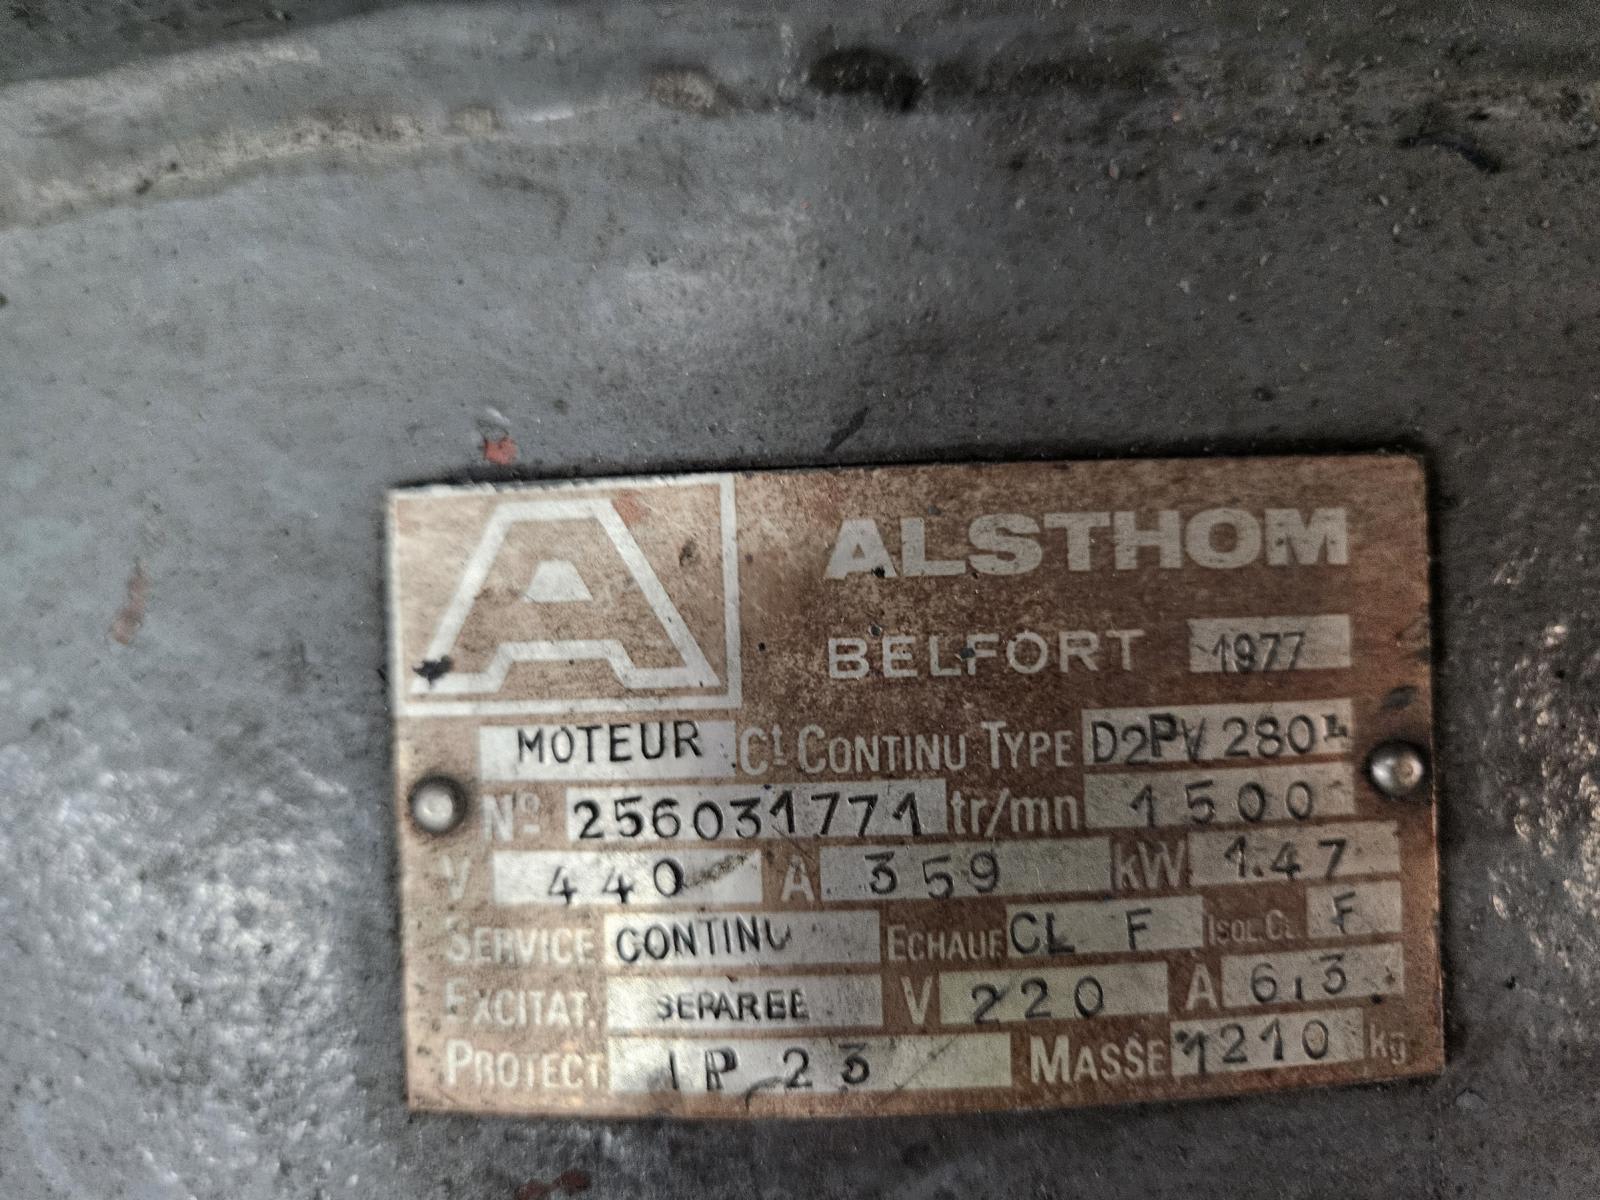 A ALSTHOM
BELFORT 1977
MOTEUR Ct CONTINU TYPE D2PV 280L
No 256031771 tr/mn 1500
V 440 A 359 kW 147
SERVICE CONTINU ECHAUF. CL F ISOL.CL. F
EXCITAT. SEPAREE V 220 A 6,3
PROTECT. IP 23 MASSE 1210 kg